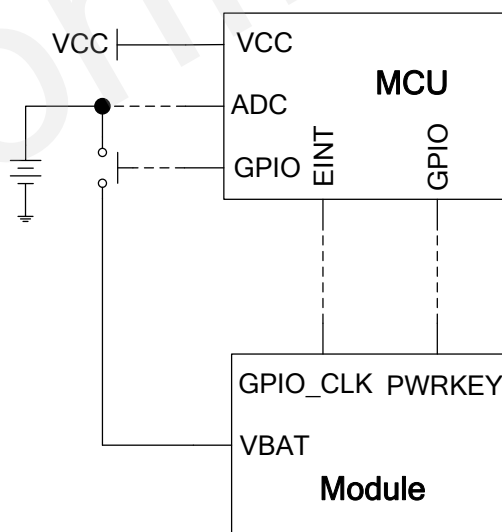 VCC
VCC
MCU
ADC
GPIO
EINT
GPIO
GPIO_CLK
PWRKEY
VBAT
Module